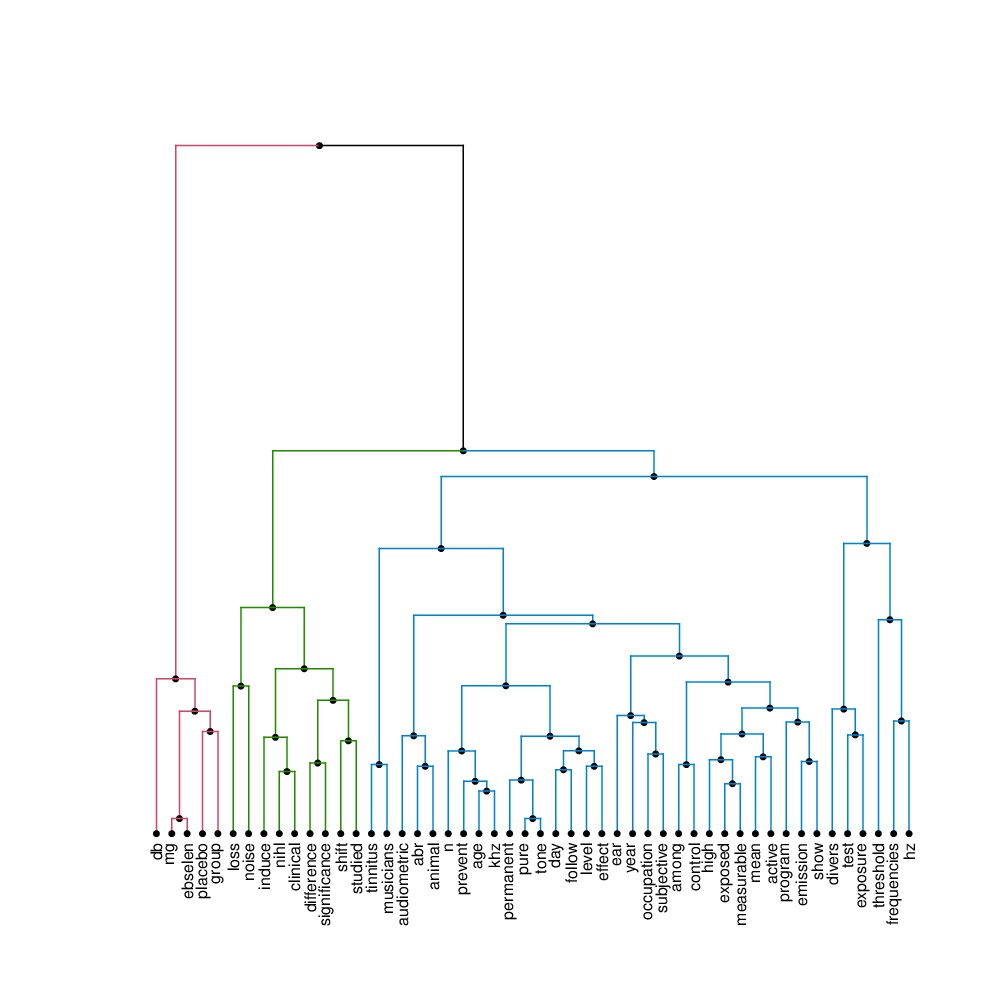 db
mg
ebselen
placebo
group
loss
noise
induce
nihl
clinical
difference
significance
shift
studied
tinnitus
musicians
audiometric
abr
animal
n
prevent
age
khz
permanent
pure
tone
day
follow
level
effect
ear
year
occupation
subjective
among
control
high
exposed
measurable
mean
active
program
emission
show
divers
test
exposure
threshold
frequencies
hz